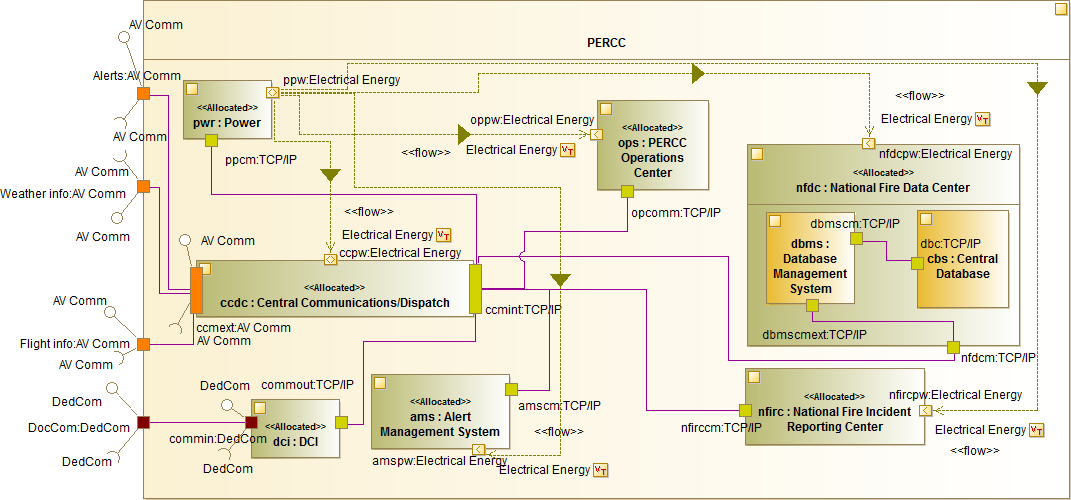 AV Comm
PERCC
Alerts:AV Comm
ppw:Electrical Energy
<<flow>>
<<Allocated>>
pwr : Power
oppw:Electrical Energy
Electrical Energy
AV Comm
<<Allocated>>
ops : PERCC
Operations
Center
<<flow>>
Electrical Energy
ppcm:TCP/IP
nfdcpw:Electrical Energy
AV Comm
<<Allocated>>
nfdc : National Fire Data Center
Weather info:AV Comm
<<flow>>
opcomm:TCP/IP
dbmscm:TCP/IP
AV Comm
AV Comm
Electrical Energy
dbms :
Database
Management
System
dbc:TCP/IP
cbs : Central
Database
ccpw:Electrical Energy
<<Allocated>>
ccdc : Central Communications/Dispatch
AV Comm
ccmint:TCP/IP
ccmext:AV Comm
AV Comm
dbmscmext:TCP/IP
Flight info:AV Comm
nfdcm:TCP/IP
AV Comm
DedCom
commout:TCP/IP
DedCom
<<Allocated>>
ams : Alert
Management System
amscm:TCP/IP
nfircpw:Electrical Energy
<<Allocated>>
nfirc : National Fire Incident
Reporting Center
DocCom:DedCom
commin:DedCom
<<Allocated>>
dci : DCI
nfirccm:TCP/IP
<<flow>>
Electrical Energy
<<flow>>
DedCom
DedCom
amspw:Electrical Energy
Electrical Energy